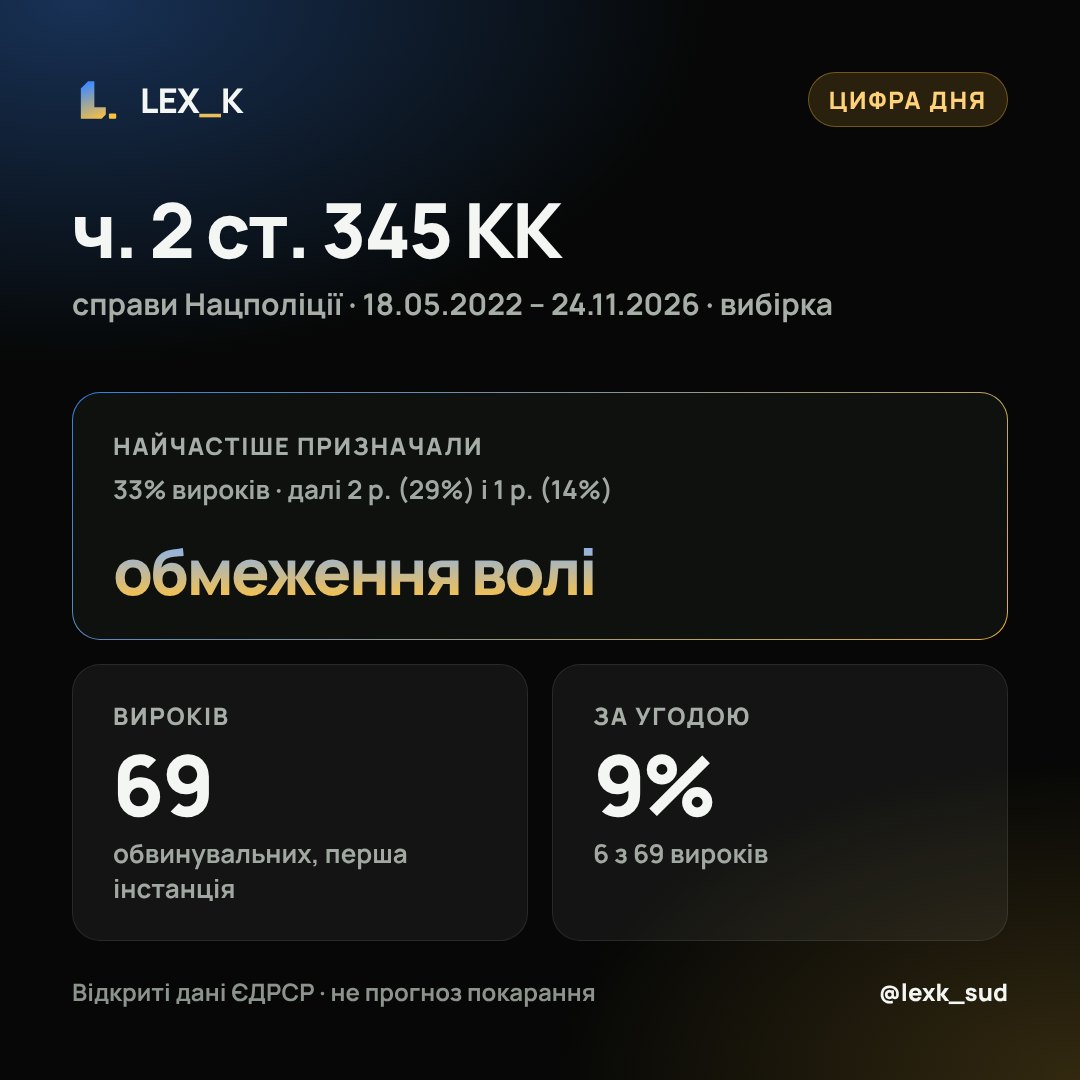 LEX_K
ЦИФРА ДНЯ
ч. 2 ст. 345 КК
справи Нацполіції · 18.05.2022 – 24.11.2026 · вибірка
НАЙЧАСТІШЕ ПРИЗНАЧАЛИ
33% вироків · далі 2 р. (29%) і 1 р. (14%)
обмеження волі
ВИРОКІВ
69
обвинувальних, перша
інстанція
ЗА УГОДОЮ
9%
6 з 69 вироків
Відкриті дані ЄДРСР · не прогноз покарання
@lexk_sud